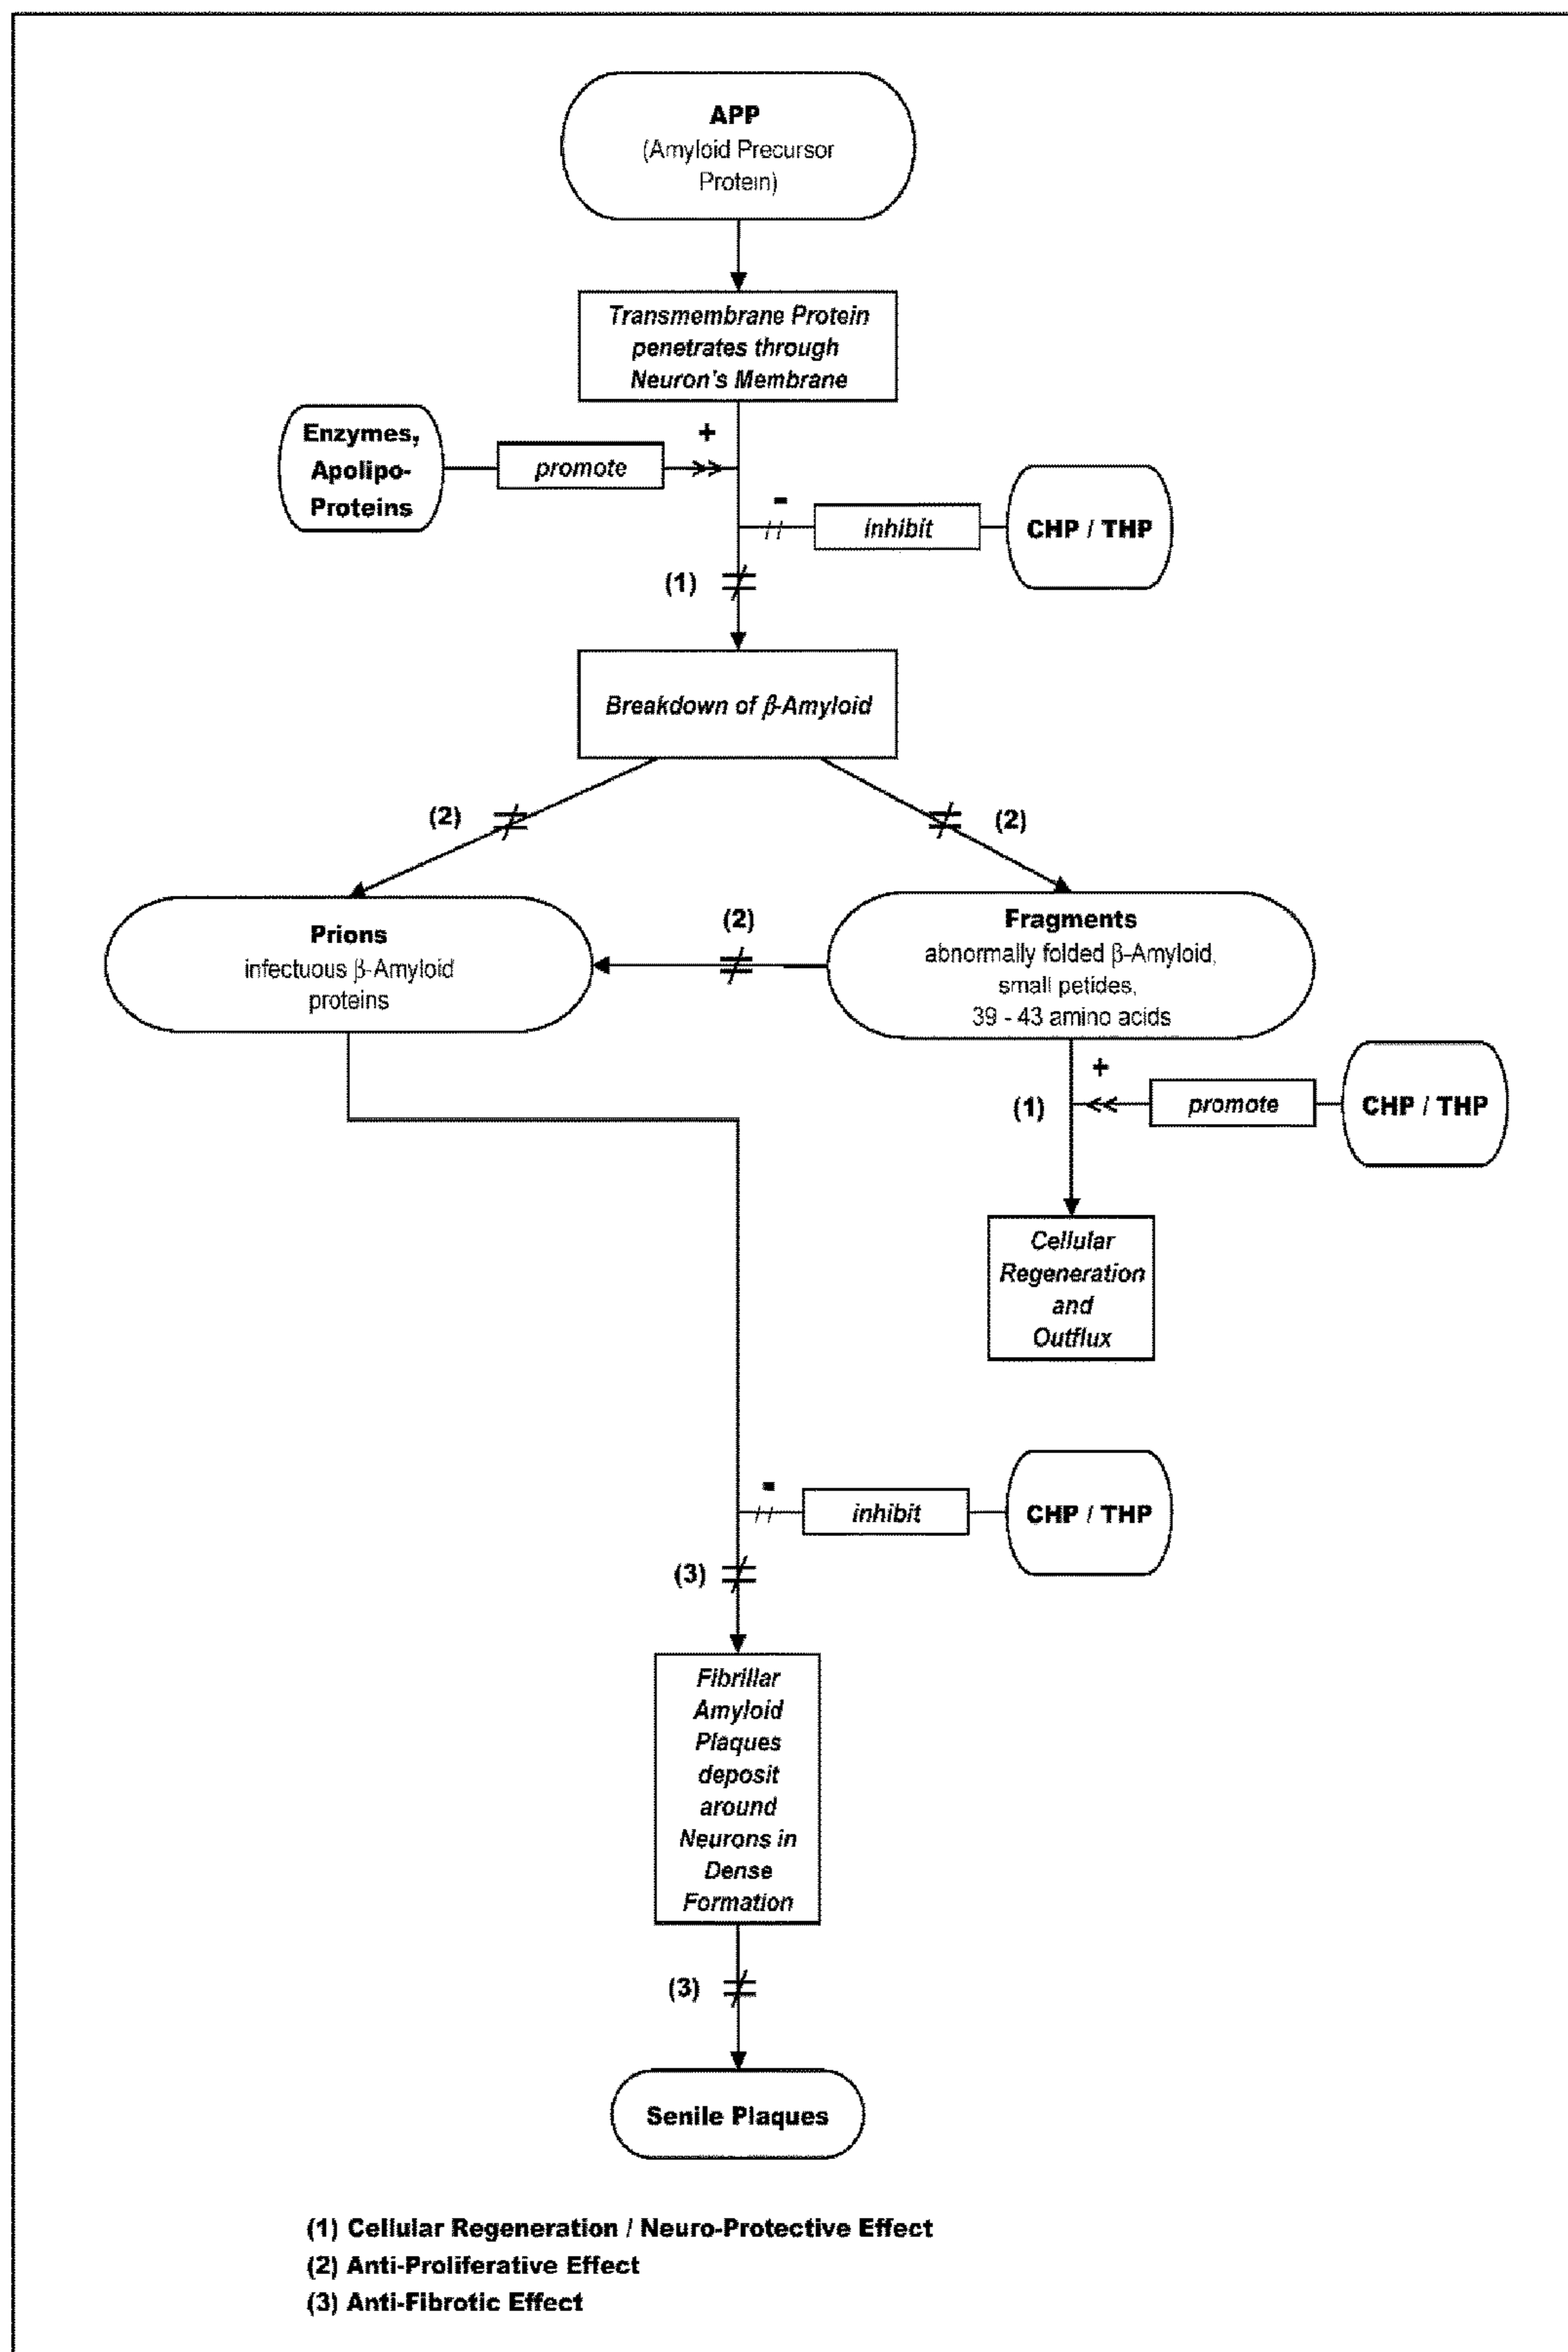 APP
(Amyloid Precursor
Protein)
Transmembrane Protein
penetrates through
Neuron's Membrane
Enzymes,
Apolipo-
Proteins
promote
+
-
inhibit
CHP / THP
(1)
Breakdown of β-Amyloid
(2)
(2)
Prions
infectuous β-Amyloid
proteins
(2)
Fragments
abnormally folded β-Amyloid,
small petides,
39 - 43 amino acids
+
(1)
promote
CHP / THP
Cellular
Regeneration
and
Outflux
-
inhibit
CHP / THP
(3)
Fibrillar
Amyloid
Plaques
deposit
around
Neurons in
Dense
Formation
(3)
Senile Plaques
(1) Cellular Regeneration / Neuro-Protective Effect
(2) Anti-Proliferative Effect
(3) Anti-Fibrotic Effect